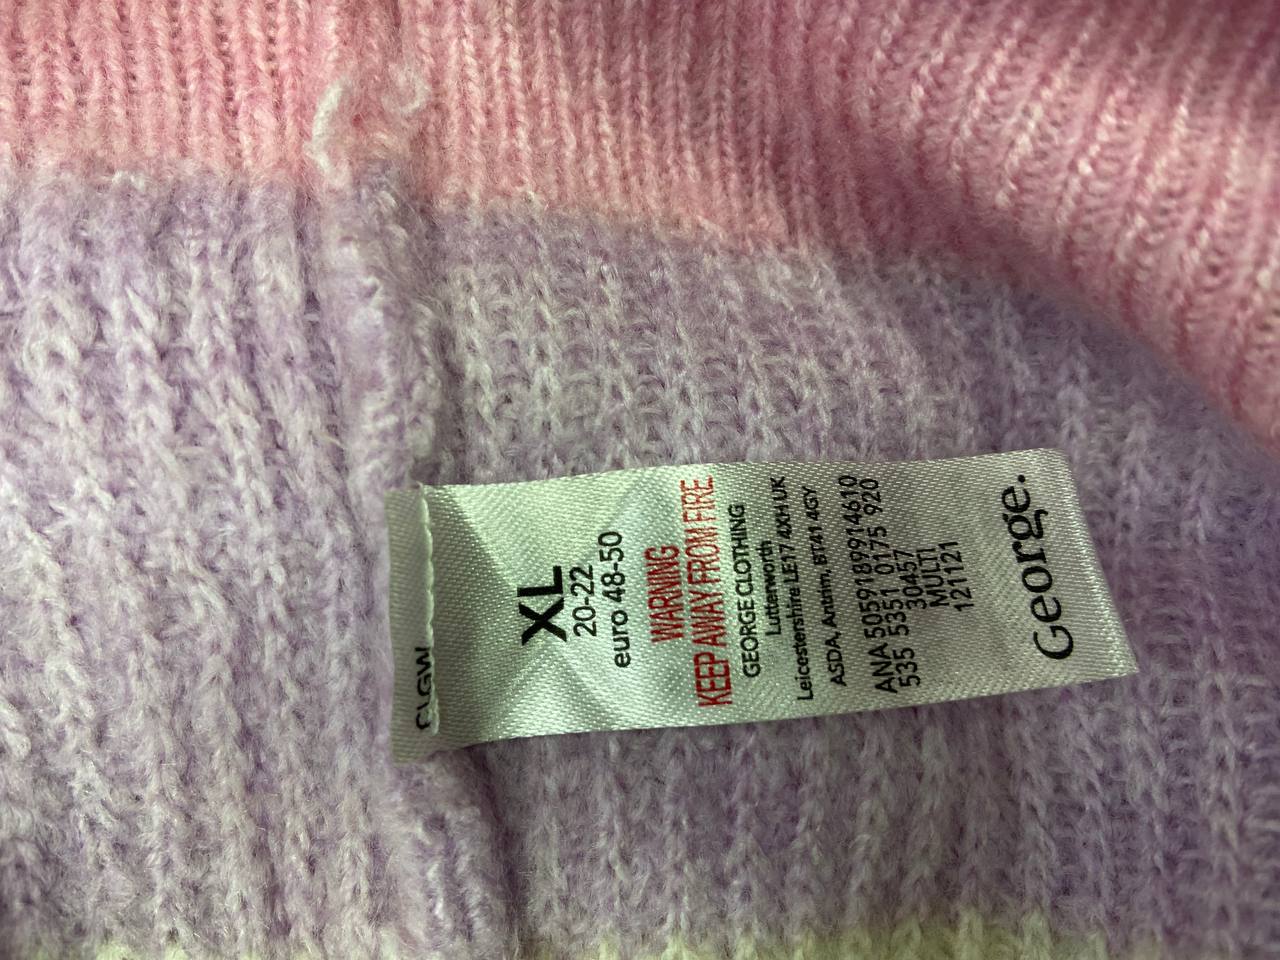 CLGW
XL
20-22
euro 48-50
WARNING
KEEP AWAY FROM FIRE
GEORGE CLOTHING
Lutterworth
Leicestershire LE17 4XH UK
ASDA, Antrim, BT41 4GY
ANA 5059189914610
535 5351 0175 920
30457
MULTI
121121
George.